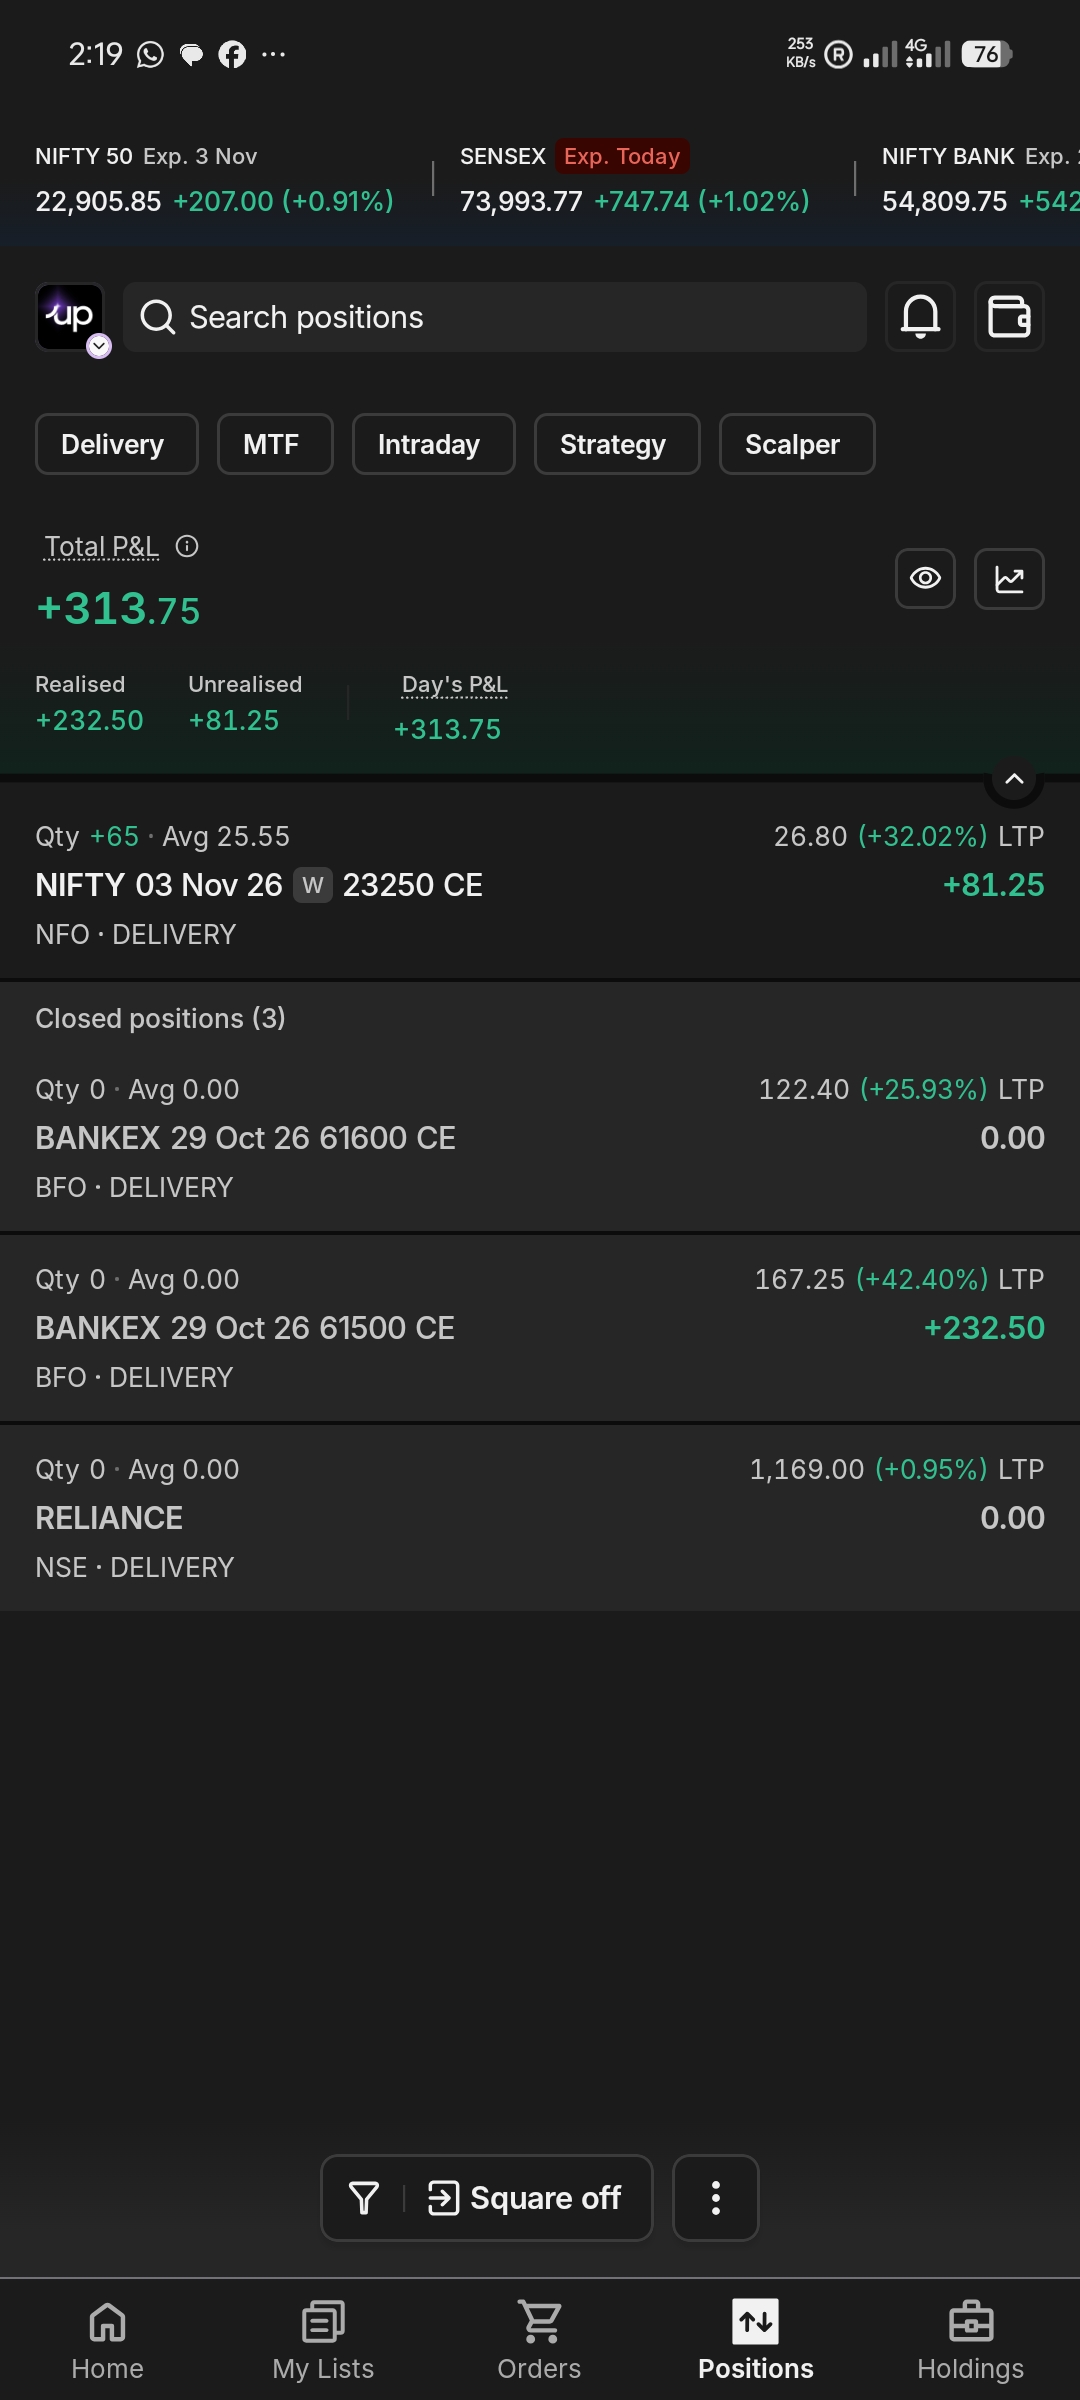 2:19 253 KB/s R 4G 76
NIFTY 50 Exp. 3 Nov SENSEX Exp. Today NIFTY BANK Exp.
22,905.85 +207.00 (+0.91%) 73,993.77 +747.74 (+1.02%) 54,809.75 +542
up Search positions
Delivery MTF Intraday Strategy Scalper
Total P&L
+313.75
Realised Unrealised Day's P&L
+232.50 +81.25 +313.75
Qty +65 · Avg 25.55 26.80 (+32.02%) LTP
NIFTY 03 Nov 26 W 23250 CE +81.25
NFO · DELIVERY
Closed positions (3)
Qty 0 · Avg 0.00 122.40 (+25.93%) LTP
BANKEX 29 Oct 26 61600 CE 0.00
BFO · DELIVERY
Qty 0 · Avg 0.00 167.25 (+42.40%) LTP
BANKEX 29 Oct 26 61500 CE +232.50
BFO · DELIVERY
Qty 0 · Avg 0.00 1,169.00 (+0.95%) LTP
RELIANCE 0.00
NSE · DELIVERY
Square off
Home My Lists Orders Positions Holdings